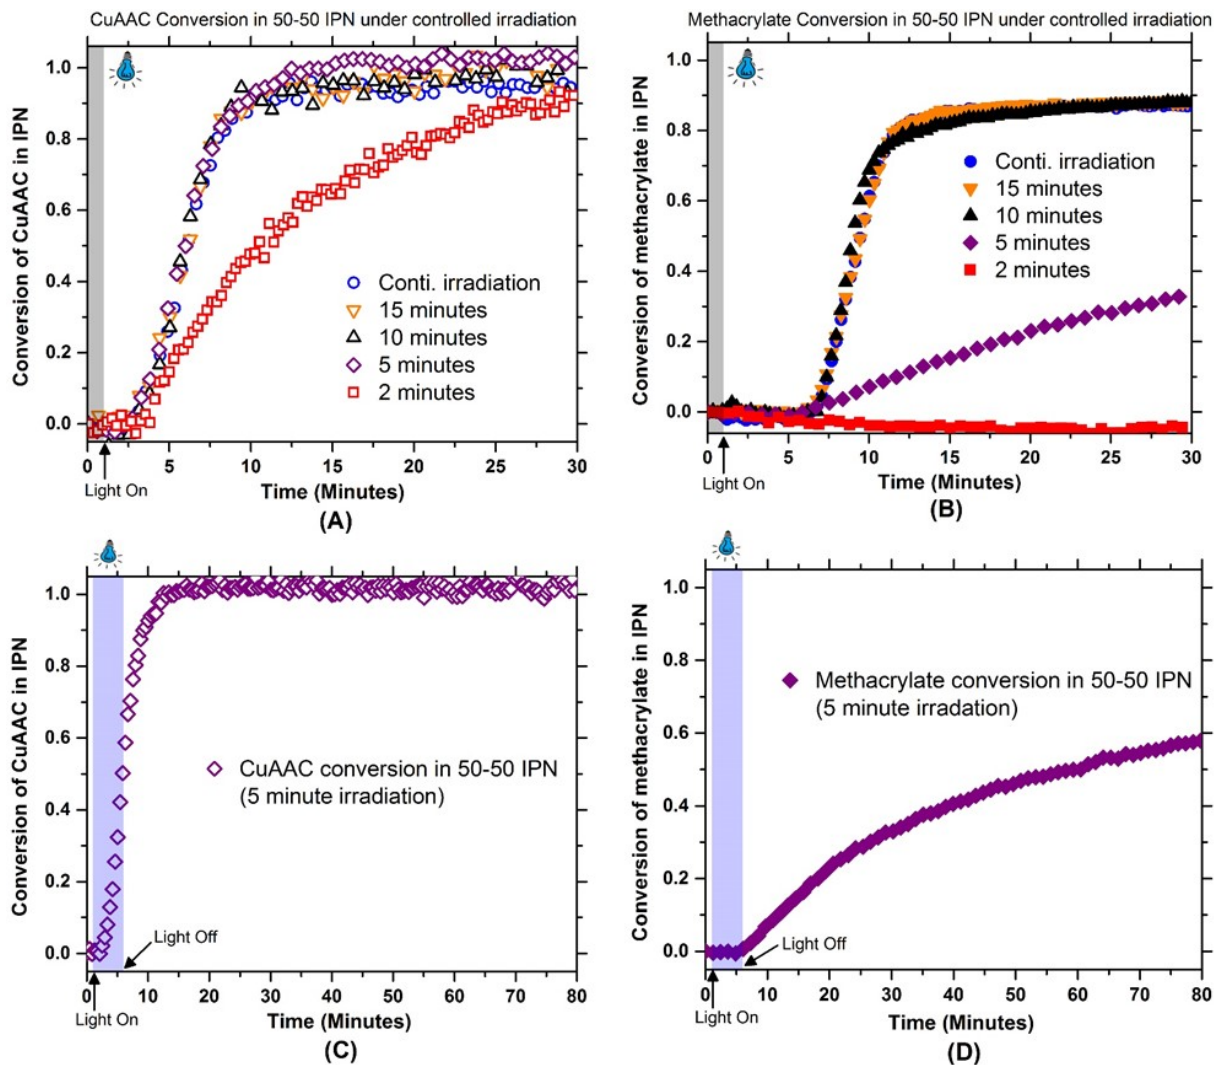 CuAAC Conversion in 50-50 IPN under controlled irradiation
Conversion of CuAAC in IPN
1.0
0.8
0.6
0.4
0.2
0.0
Conti. irradiation
15 minutes
10 minutes
5 minutes
2 minutes
0 5 10 15 20 25 30
Light On
Time (Minutes)
(A)
Methacrylate Conversion in 50-50 IPN under controlled irradiation
Conversion of methacrylate in IPN
1.0
0.8
0.6
0.4
0.2
0.0
Conti. irradiation
15 minutes
10 minutes
5 minutes
2 minutes
0 5 10 15 20 25 30
Light On
Time (Minutes)
(B)
Conversion of CuAAC in IPN
1.0
0.8
0.6
0.4
0.2
0.0
CuAAC conversion in 50-50 IPN
(5 minute irradiation)
Light Off
0 10 20 30 40 50 60 70 80
Light On
Time (Minutes)
(C)
Conversion of methacrylate in IPN
1.0
0.8
0.6
0.4
0.2
0.0
Methacrylate conversion in 50-50 IPN
(5 minute irradation)
Light Off
0 10 20 30 40 50 60 70 80
Light On
Time (Minutes)
(D)